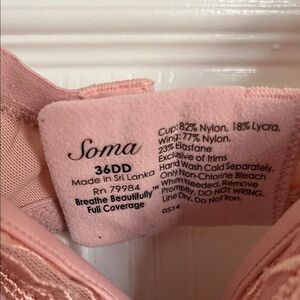 Soma
36DD
Made in Sri Lanka
Rn 79984
Breathe Beautifully™
Full Coverage
Cup: 82% Nylon, 18% Lycra,
Wing: 77% Nylon,
23% Elastane
Exclusive of trims
Hand Wash Cold Separately.
Only Non-Chlorine Bleach
When Needed. Remove
Promptly. DO NOT WRING.
Line Dry. Do Not Iron.
0514